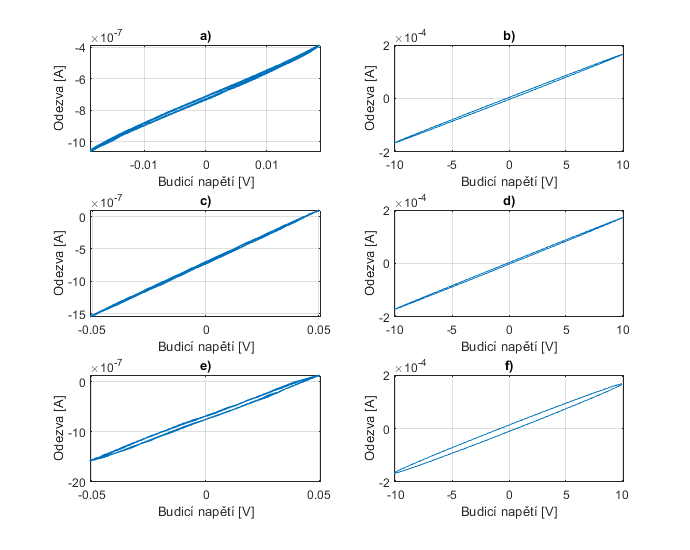 a)
×10-7
-4
-6
-8
-10
Odezva [A]
-0.01 0 0.01
Budicí napětí [V]
b)
×10-4
2
0
-2
Odezva [A]
-10 -5 0 5 10
Budicí napětí [V]
c)
×10-7
0
-5
-10
-15
Odezva [A]
-0.05 0 0.05
Budicí napětí [V]
d)
×10-4
2
0
-2
Odezva [A]
-10 -5 0 5 10
Budicí napětí [V]
e)
×10-7
0
-10
-20
Odezva [A]
-0.05 0 0.05
Budicí napětí [V]
f)
×10-4
2
0
-2
Odezva [A]
-10 -5 0 5 10
Budicí napětí [V]